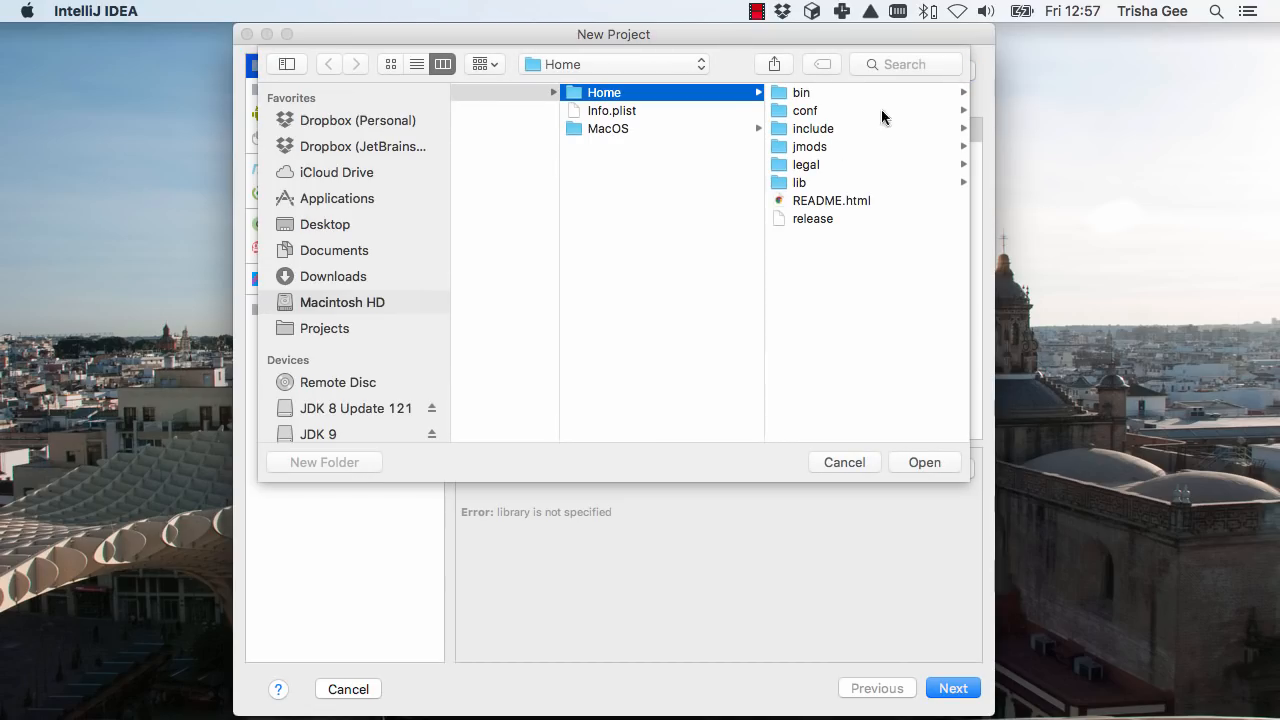 IntelliJ IDEA
Fri 12:57
Trisha Gee
New Project
Home
Search
Favorites
Dropbox (Personal)
Dropbox (JetBrains...
iCloud Drive
Applications
Desktop
Documents
Downloads
Macintosh HD
Projects
Devices
Remote Disc
JDK 8 Update 121
JDK 9
Home
Info.plist
MacOS
bin
conf
include
jmods
legal
lib
README.html
release
New Folder
Cancel
Open
Error: library is not specified
?
Cancel
Previous
Next